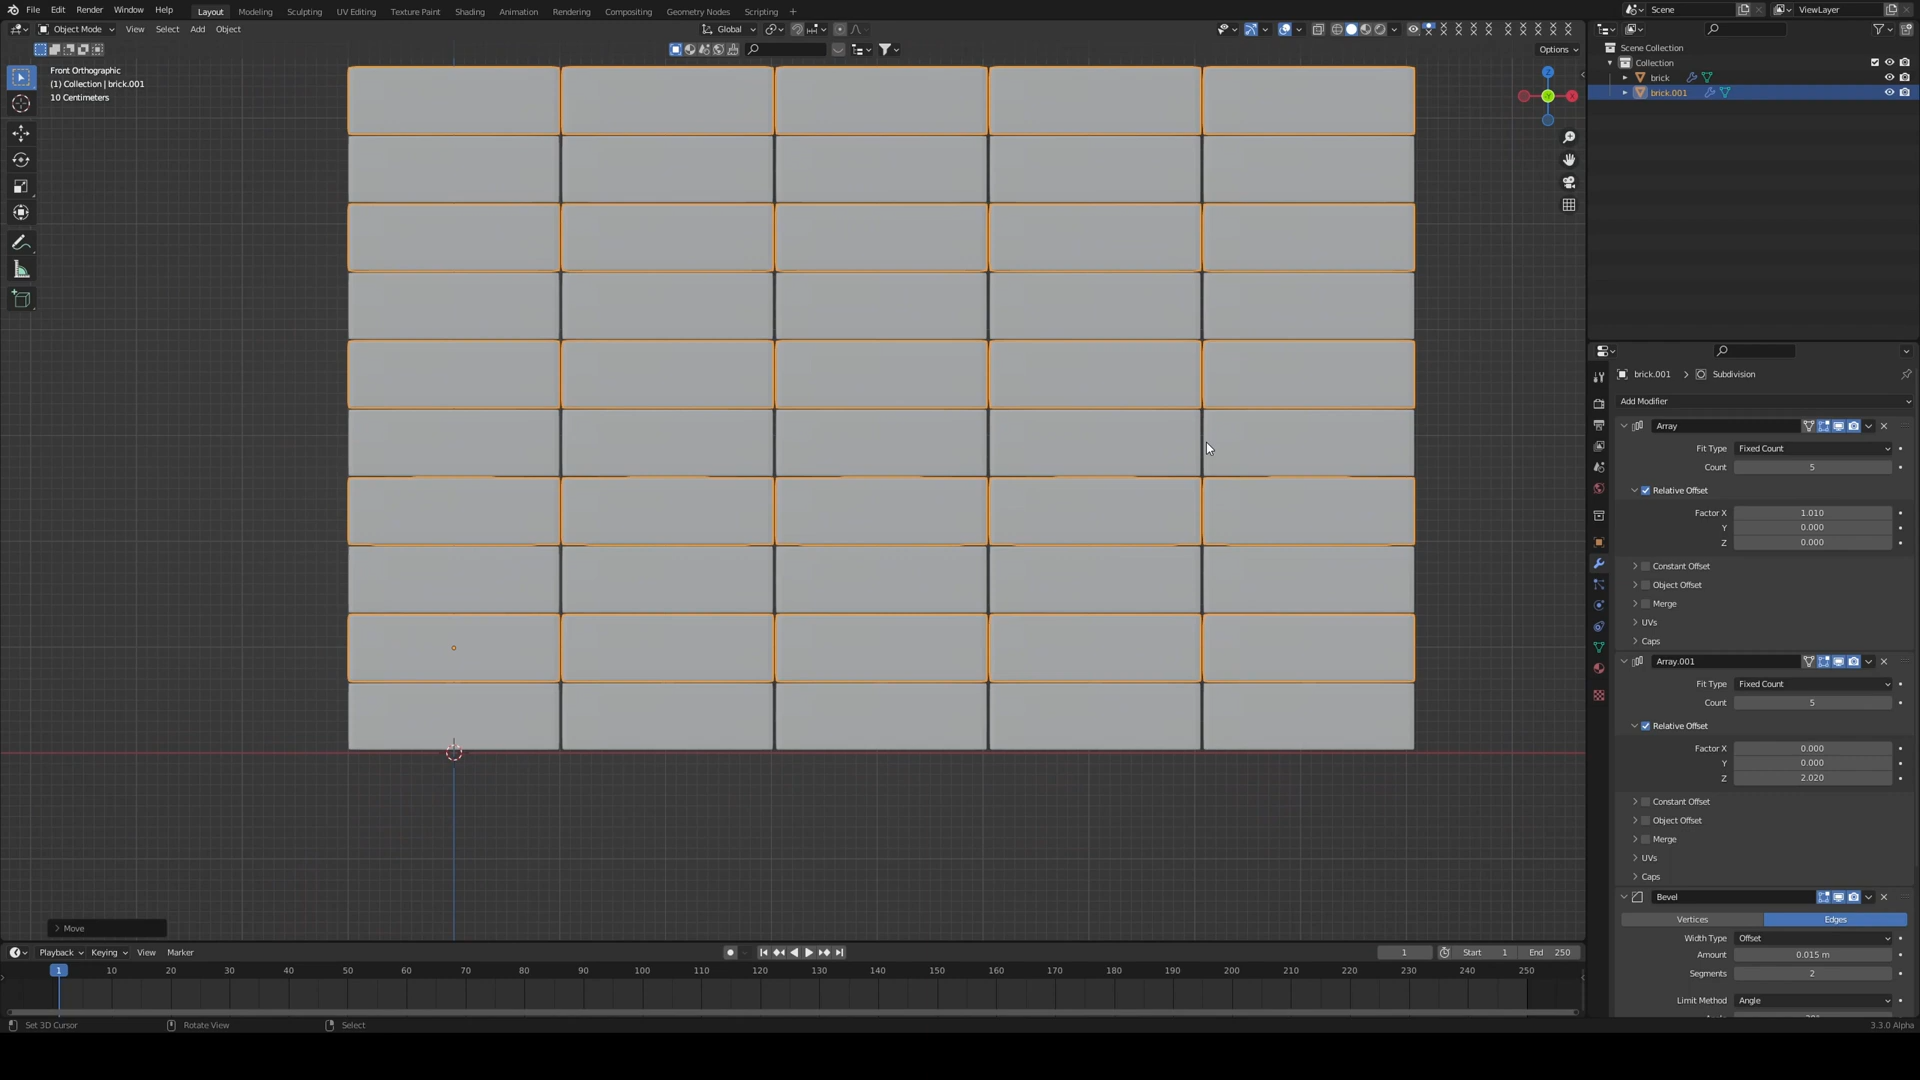 File Edit Render Window Help Layout Modeling Sculpting UV Editing Texture Paint Shading Animation Rendering Compositing Geometry Nodes Scripting + Scene ViewLayer
Object Mode View Select Add Object Global
Options
Front Orthographic
(1) Collection | brick.001
10 Centimeters
Z
X
Y
Scene Collection
Collection
brick
brick.001
brick.001 > Subdivision
Add Modifier
Array
Fit Type Fixed Count
Count 5
Relative Offset
Factor X 1.010
Y 0.000
Z 0.000
Constant Offset
Object Offset
Merge
UVs
Caps
Array.001
Fit Type Fixed Count
Count 5
Relative Offset
Factor X 0.000
Y 0.000
Z 2.020
Constant Offset
Object Offset
Merge
UVs
Caps
Bevel
Vertices Edges
Width Type Offset
Amount 0.015 m
Segments 2
Limit Method Angle
Move
Playback Keying View Marker 1 Start 1 End 250
1 10 20 30 40 50 60 70 80 90 100 110 120 130 140 150 160 170 180 190 200 210 220 230 240 250
Set 3D Cursor Rotate View Select 3.3.0 Alpha